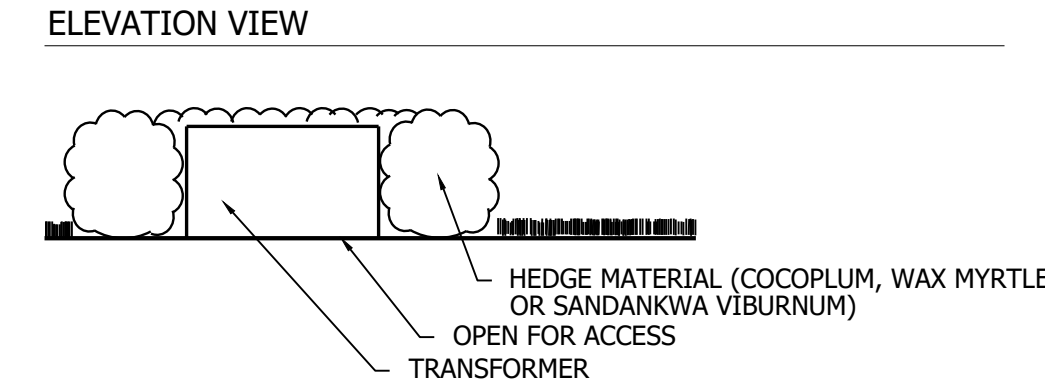 ELEVATION VIEW
HEDGE MATERIAL (COCOPLUM, WAX MYRTLE
OR SANDANKWA VIBURNUM)
OPEN FOR ACCESS
TRANSFORMER